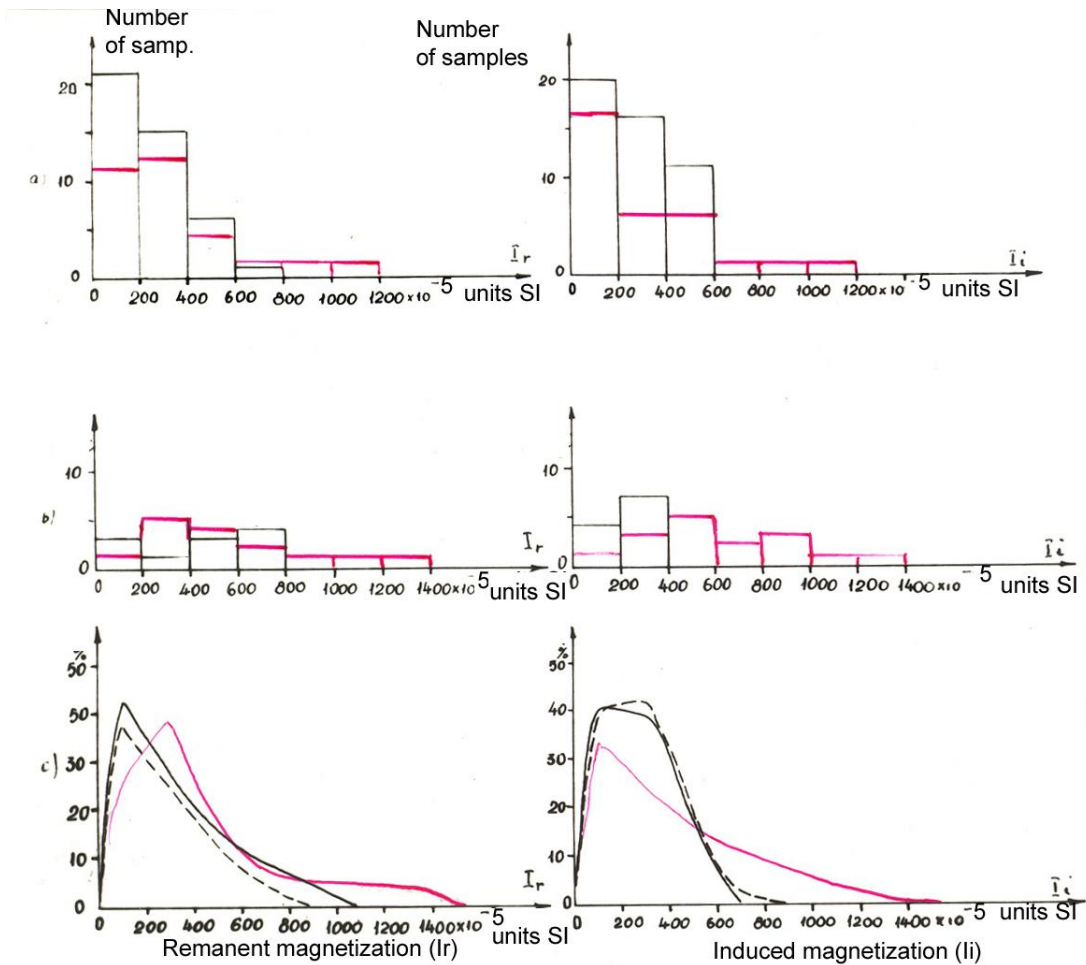 Number
of samp.
20
10
0
a)
Ir
0 200 400 600 800 1000 1200×10⁻⁵ units SI
Number
of samples
20
10
0
Ii
0 200 400 600 800 1000 1200×10⁻⁵ units SI
b)
10
0
Ir
0 200 400 600 800 1000 1200 1400×10⁻⁵ units SI
10
0
Ii
0 200 400 600 800 1000 1200 1400×10⁻⁵ units SI
c)
%
50
50
30
20
10
0
Ir
0 200 400 600 800 1000 1200 1400×10⁻⁵ units SI
Remanent magnetization (Ir)
%
50
40
30
20
10
0
Ii
0 200 400 600 800 1000 1200 1400×10⁻⁵ units SI
Induced magnetization (Ii)